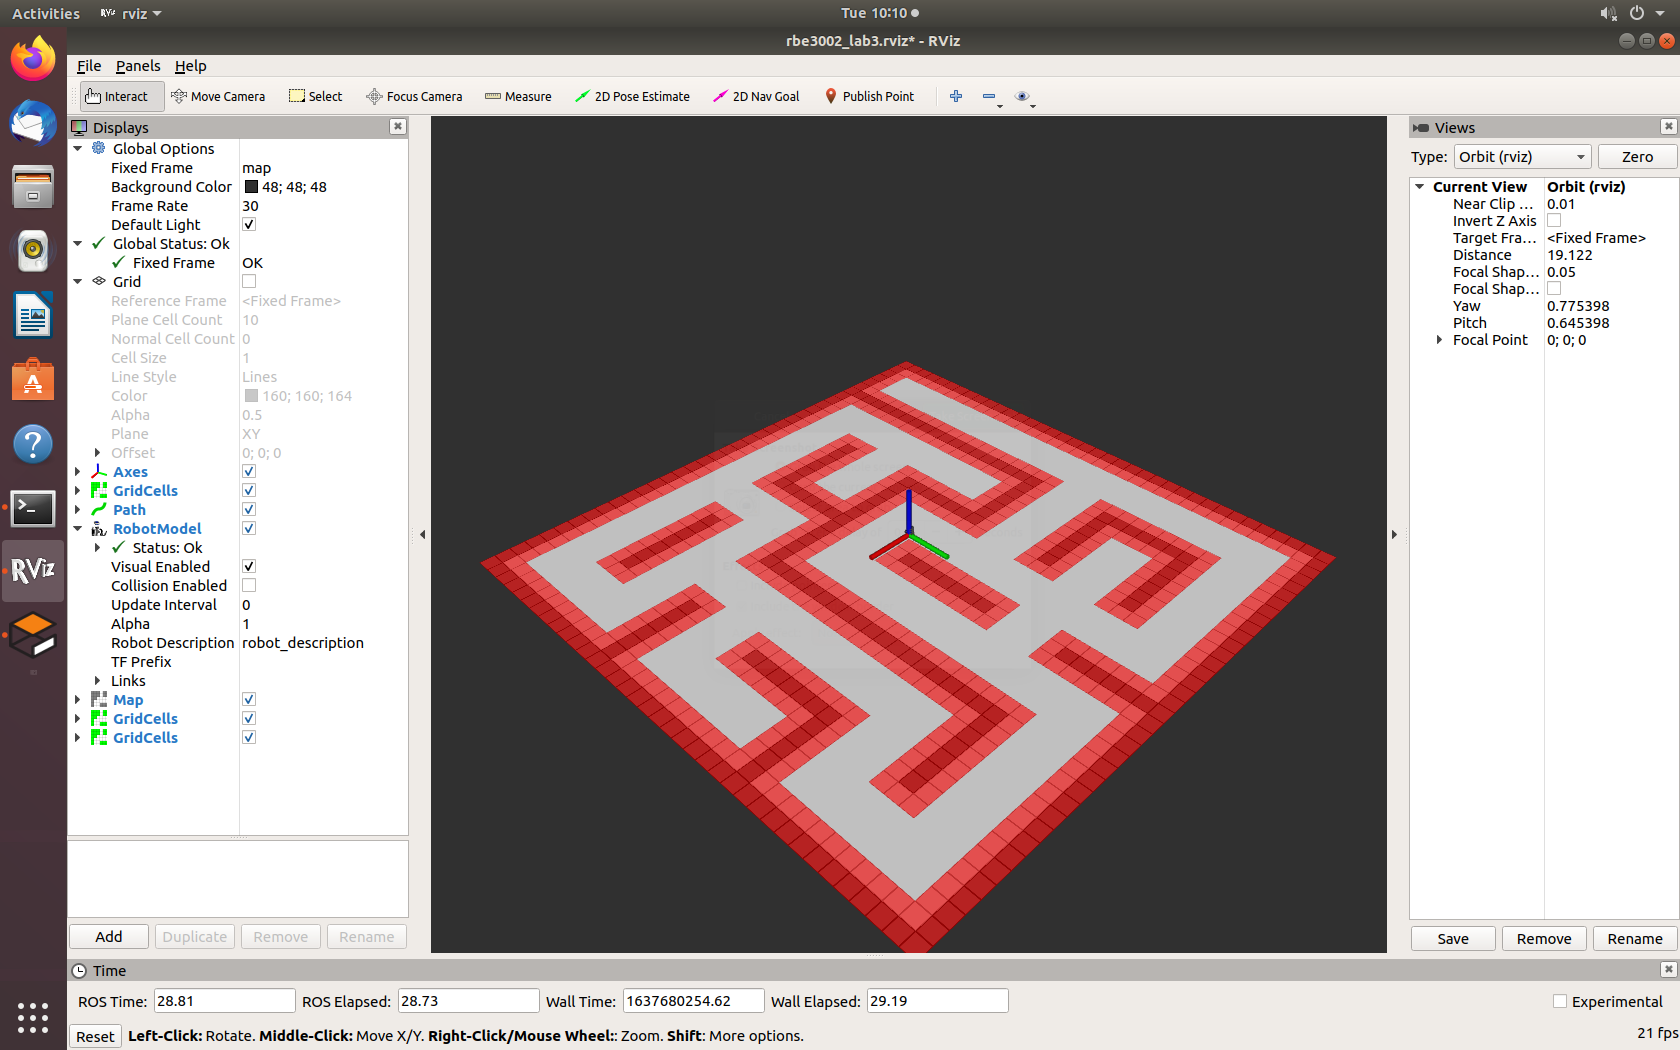 Activities rviz Tue 10:10
rbe3002_lab3.rviz* - RViz
File Panels Help
Interact Move Camera Select Focus Camera Measure 2D Pose Estimate 2D Nav Goal Publish Point
Displays
Global Options
Fixed Frame map
Background Color 48; 48; 48
Frame Rate 30
Default Light
Global Status: Ok
Fixed Frame OK
Grid
Reference Frame <Fixed Frame>
Plane Cell Count 10
Normal Cell Count 0
Cell Size 1
Line Style Lines
Color 160; 160; 164
Alpha 0.5
Plane XY
Offset 0; 0; 0
Axes
GridCells
Path
RobotModel
Status: Ok
Visual Enabled
Collision Enabled
Update Interval 0
Alpha 1
Robot Description robot_description
TF Prefix
Links
Map
GridCells
GridCells
Add Duplicate Remove Rename
RViz
Views
Type: Orbit (rviz) Zero
Current View Orbit (rviz)
Near Clip ... 0.01
Invert Z Axis
Target Fra... <Fixed Frame>
Distance 19.122
Focal Shap... 0.05
Focal Shap...
Yaw 0.775398
Pitch 0.645398
Focal Point 0; 0; 0
Save Remove Rename
Time
ROS Time: 28.81 ROS Elapsed: 28.73 Wall Time: 1637680254.62 Wall Elapsed: 29.19 Experimental
Reset Left-Click: Rotate. Middle-Click: Move X/Y. Right-Click/Mouse Wheel:: Zoom. Shift: More options. 21 fps